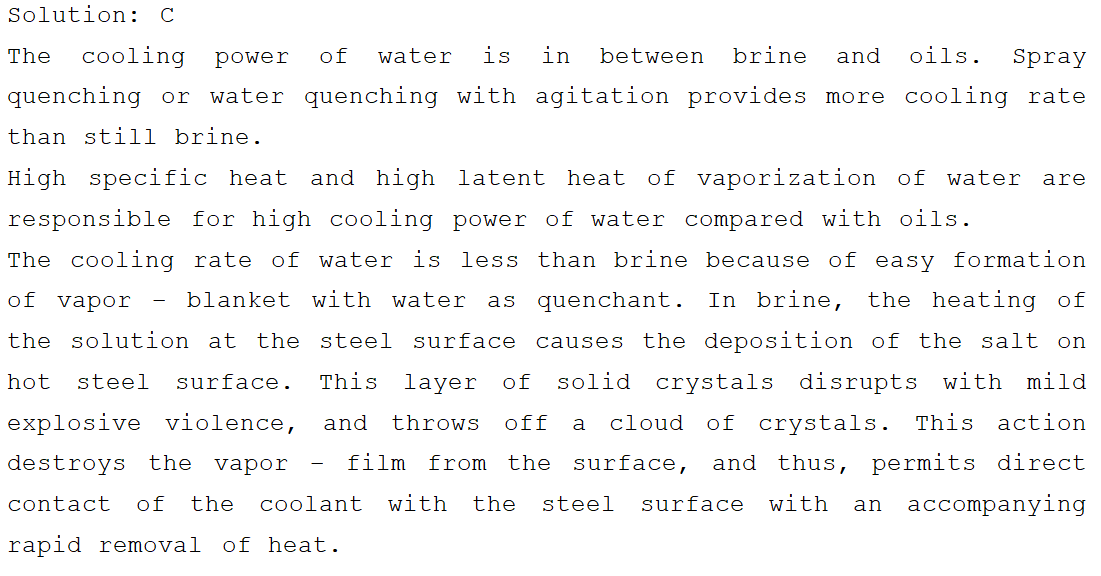 Solution: C
The cooling power of water is in between brine and oils. Spray
quenching or water quenching with agitation provides more cooling rate
than still brine.
High specific heat and high latent heat of vaporization of water are
responsible for high cooling power of water compared with oils.
The cooling rate of water is less than brine because of easy formation
of vapor – blanket with water as quenchant. In brine, the heating of
the solution at the steel surface causes the deposition of the salt on
hot steel surface. This layer of solid crystals disrupts with mild
explosive violence, and throws off a cloud of crystals. This action
destroys the vapor – film from the surface, and thus, permits direct
contact of the coolant with the steel surface with an accompanying
rapid removal of heat.